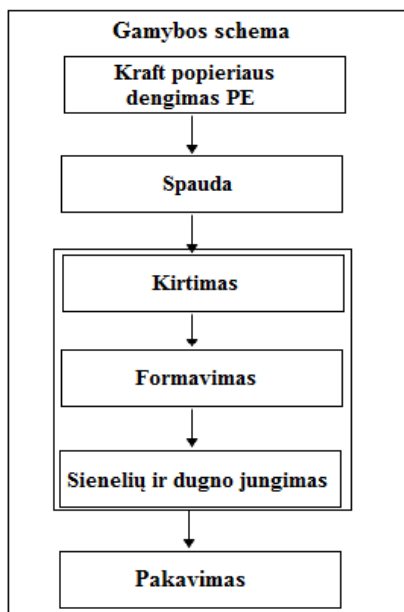 Gamybos schema
Kraft popieriaus
dengimas PE
Spauda
Kirtimas
Formavimas
Sienelių ir dugno jungimas
Pakavimas